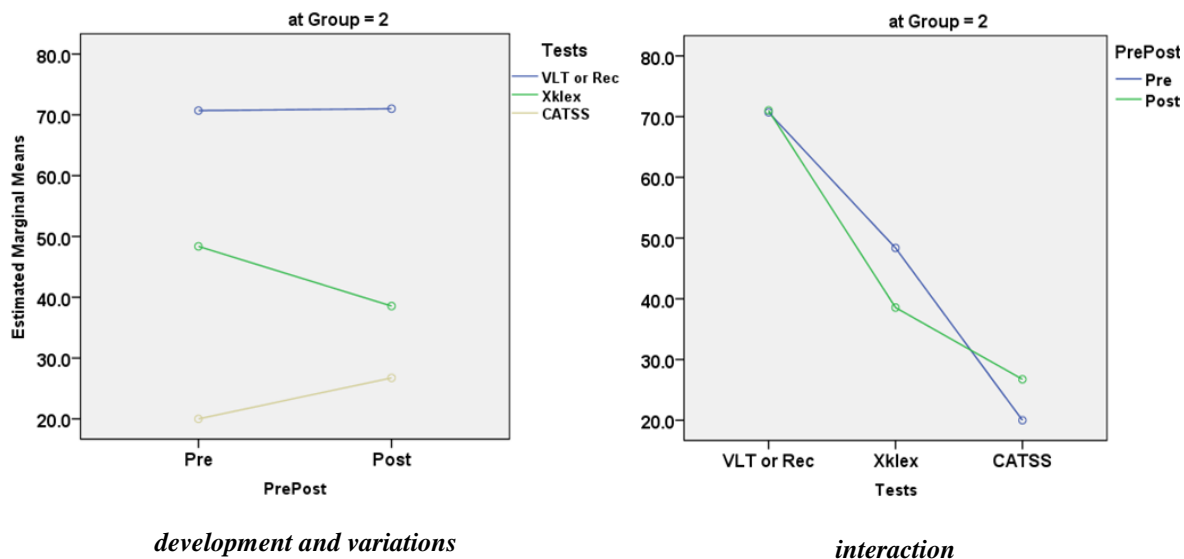 at Group = 2
Tests
VLT or Rec
Xklex
CATSS
80.0
70.0
60.0
50.0
40.0
30.0
20.0
Estimated Marginal Means
Pre
Post
PrePost
development and variations
at Group = 2
PrePost
Pre
Post
80.0
70.0
60.0
50.0
40.0
30.0
20.0
VLT or Rec
Xklex
CATSS
Tests
interaction